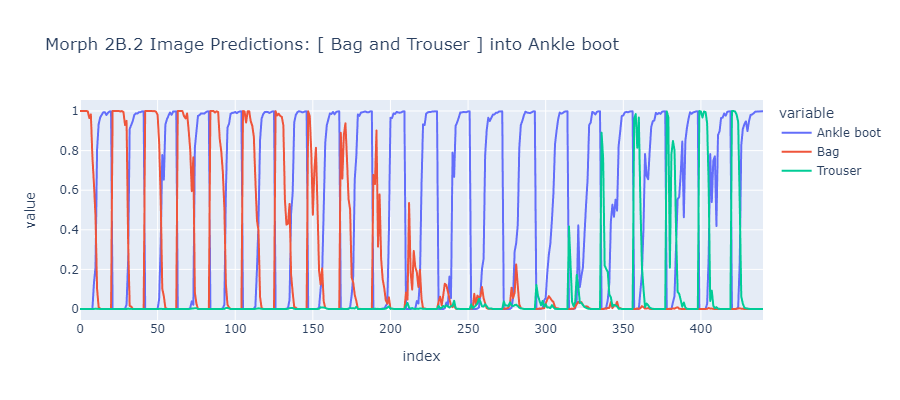 Morph 2B.2 Image Predictions: [ Bag and Trouser ] into Ankle boot
variable
Ankle boot
Bag
Trouser
value
1
0.8
0.6
0.4
0.2
0
0 50 100 150 200 250 300 350 400
index